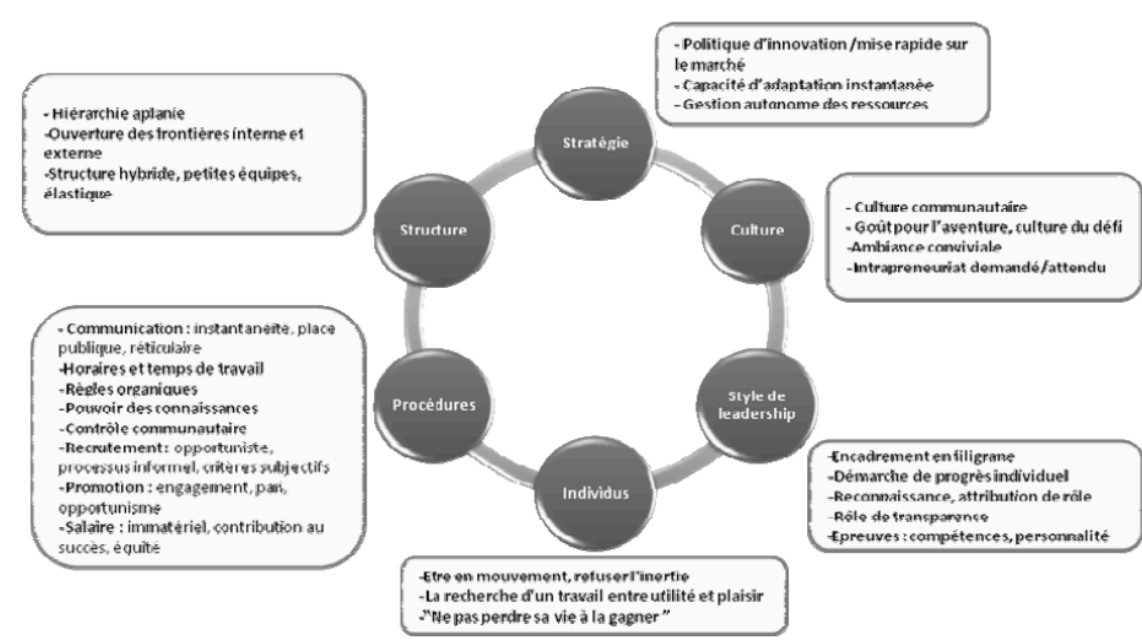 - Politique d'innovation /mise rapide sur
le marché
- Capacité d'adaptation instantanée
- Gestion autonome des ressources
- Hiérarchie aplanie
-Ouverture des frontières interne et
externe
-Structure hybride, petites équipes,
élastique
Stratégie
Structure
Culture
- Culture communautaire
- Goût pour l'aventure, culture du défi
-Ambiance conviviale
-Intrapreneuriat demandé/attendu
- Communication : instantaneité, place
publique, réticulaire
-Horaires et temps de travail
-Règles organiques
-Pouvoir des connaissances
-Contrôle communautaire
-Recrutement : opportuniste,
processus informel, critères subjectifs
-Promotion : engagement, pari,
opportunisme
-Salaire : immatériel, contribution au
succès, équité
Procédures
Style de
leadership
Individus
-Encadrement en filigrane
-Démarche de progrès individuel
-Reconnaissance, attribution de rôle
-Rôle de transparence
-Epreuves : compétences, personnalité
-Etre en mouvement, refuser l'inertie
-La recherche d'un travail entre utilité et plaisir
-"Ne pas perdre sa vie à la gagner "